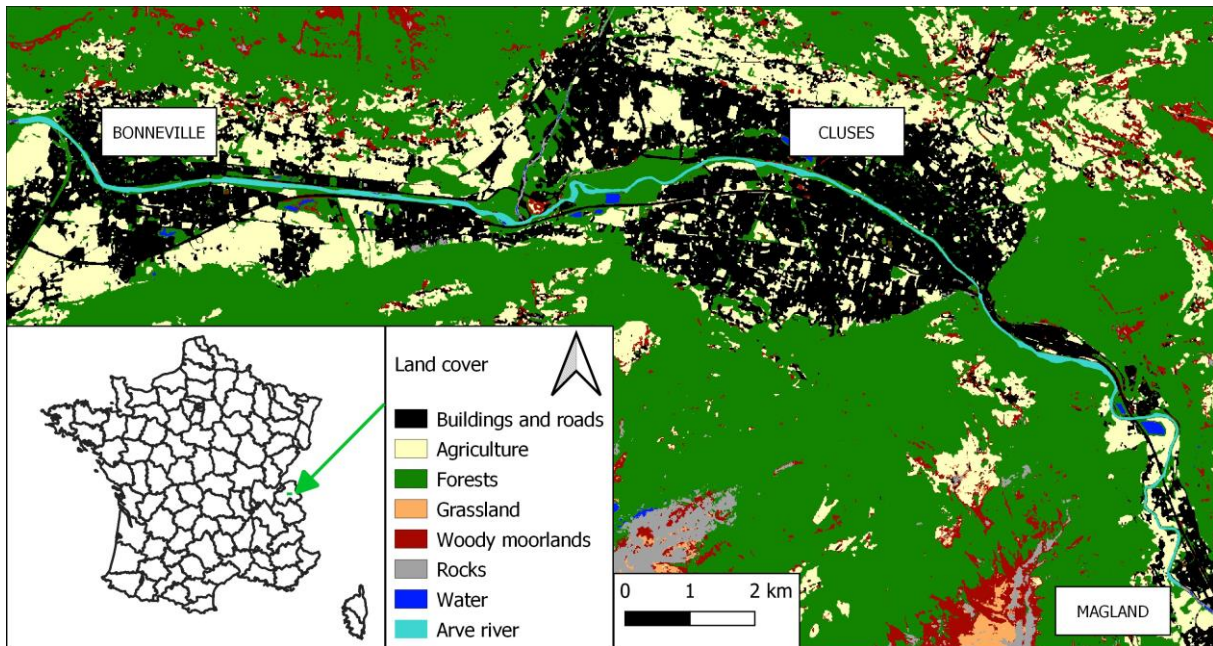 BONNEVILLE
CLUSES
Land cover
Buildings and roads
Agriculture
Forests
Grassland
Woody moorlands
Rocks
Water
Arve river
0 1 2 km
MAGLAND